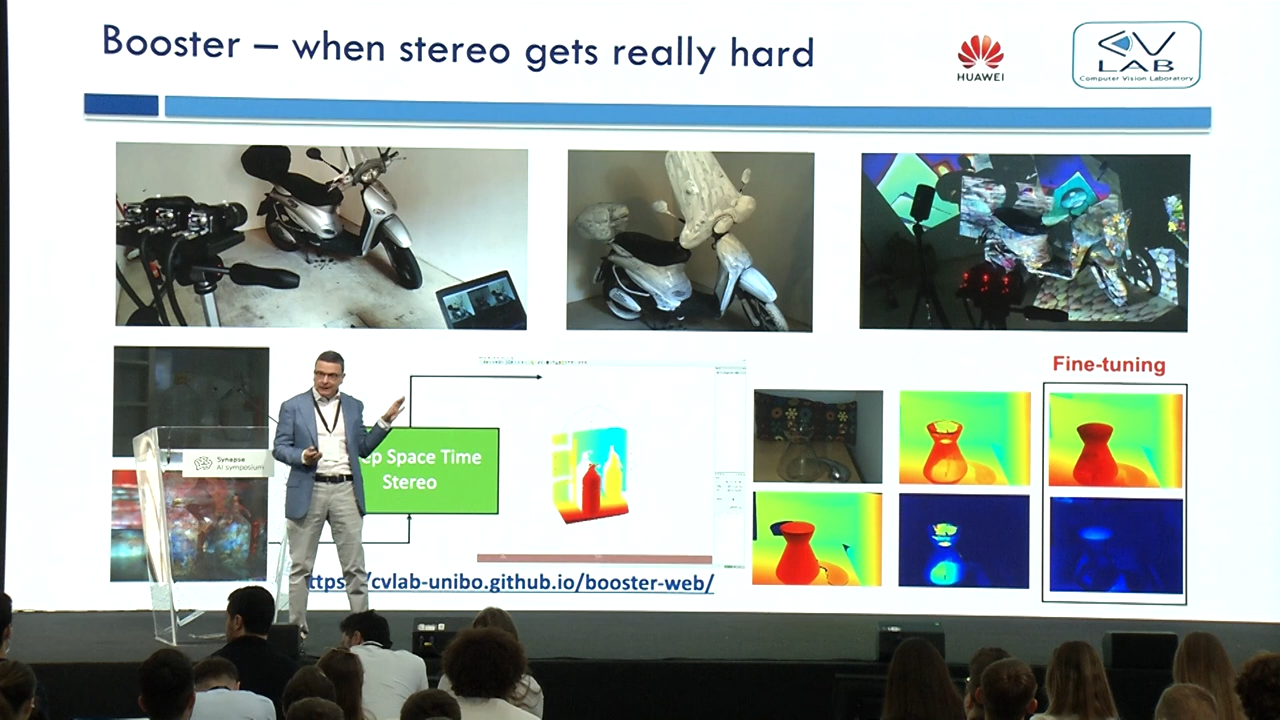 Booster – when stereo gets really hard
HUAWEI
CV
LAB
Computer Vision Laboratory
Fine-tuning
Synapse
AI symposium
Space Time
Stereo
/cvlab-unibo.github.io/booster-web/